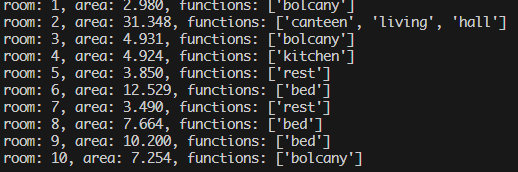 room: 1, area: 2.980, functions: ['bolcany']
room: 2, area: 31.348, functions: ['canteen', 'living', 'hall']
room: 3, area: 4.931, functions: ['bolcany']
room: 4, area: 4.924, functions: ['kitchen']
room: 5, area: 3.850, functions: ['rest']
room: 6, area: 12.529, functions: ['bed']
room: 7, area: 3.490, functions: ['rest']
room: 8, area: 7.664, functions: ['bed']
room: 9, area: 10.200, functions: ['bed']
room: 10, area: 7.254, functions: ['bolcany']